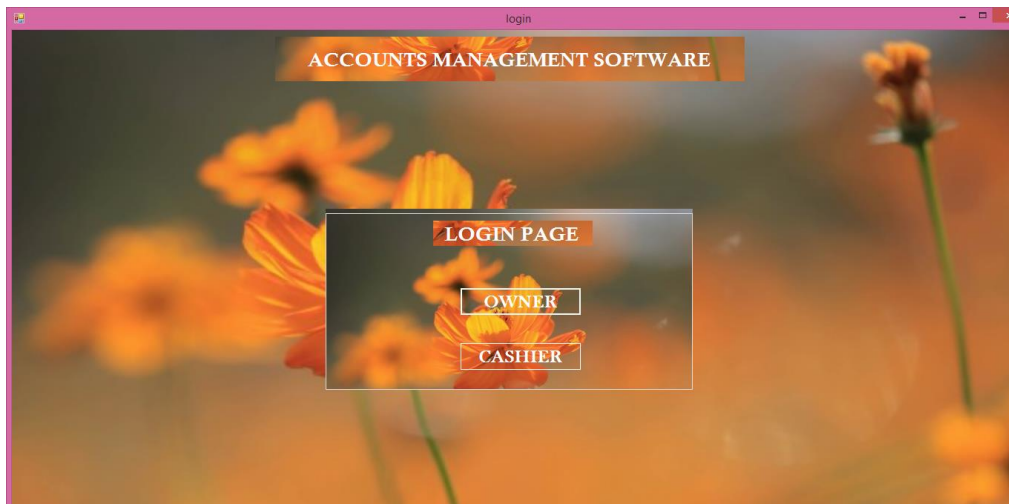 login
ACCOUNTS MANAGEMENT SOFTWARE
LOGIN PAGE
OWNER
CASHIER